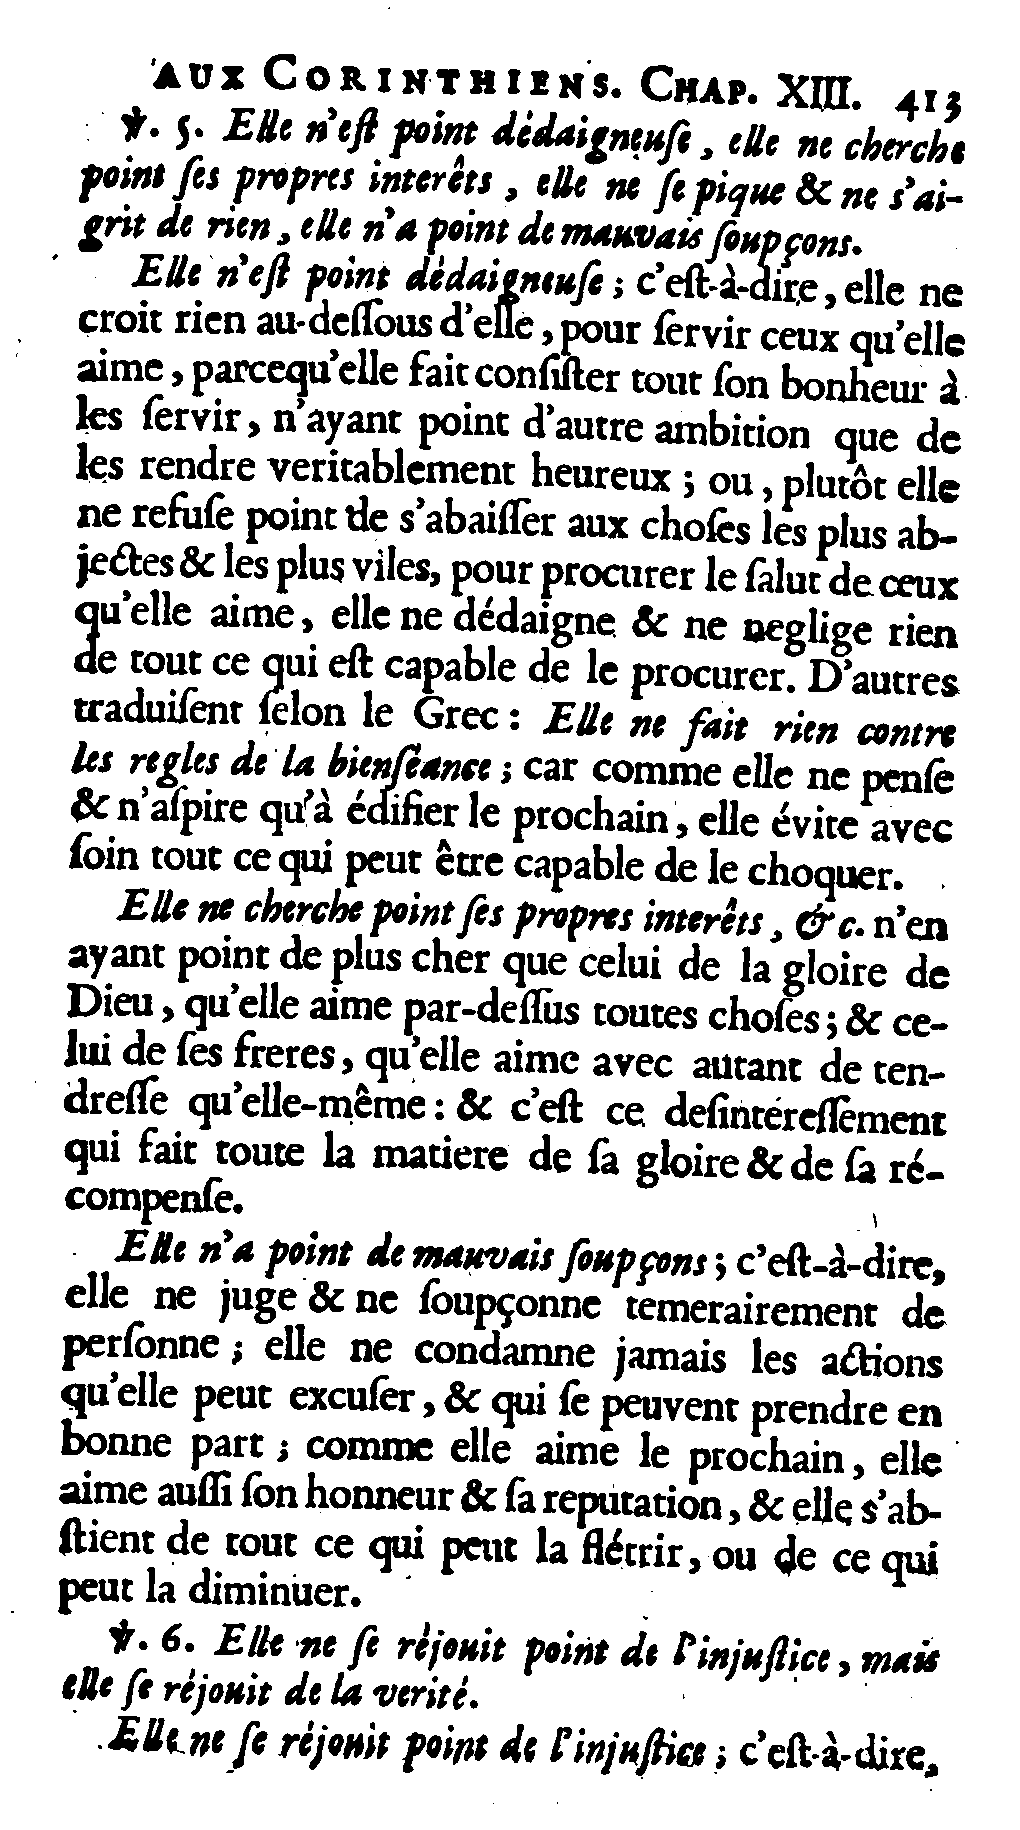 AUX CORINTHIENS. CHAP. XIII. 413
℣. 5. Elle n'eſt point dédaigneuſe, elle ne cherche
point ſes propres interêts, elle ne ſe pique & ne s'ai-
grit de rien, elle n'a point de mauvais ſoupçons.
Elle n'eſt point dédaigneuſe ; c'eſt-à-dire, elle ne
croit rien au-deſſous d'elle, pour ſervir ceux qu'elle
aime, parcequ'elle fait conſiſter tout ſon bonheur à
les ſervir, n'ayant point d'autre ambition que de
les rendre veritablement heureux ; ou, plutôt elle
ne refuſe point de s'abaiſſer aux choſes les plus ab-
jectes & les plus viles, pour procurer le ſalut de ceux
qu'elle aime, elle ne dédaigne & ne neglige rien
de tout ce qui eſt capable de le procurer. D'autres
traduiſent ſelon le Grec : Elle ne fait rien contre
les regles de la bienſéance ; car comme elle ne penſe
& n'aſpire qu'à édifier le prochain, elle évite avec
ſoin tout ce qui peut être capable de le choquer.
Elle ne cherche point ſes propres interêts, &c. n'en
ayant point de plus cher que celui de la gloire de
Dieu, qu'elle aime par-deſſus toutes choſes ; & ce-
lui de ſes freres, qu'elle aime avec autant de ten-
dreſſe qu'elle-même : & c'eſt ce deſintéreſſement
qui fait toute la matiere de ſa gloire & de ſa ré-
compenſe.
Elle n'a point de mauvais ſoupçons ; c'eſt-à-dire,
elle ne juge & ne ſoupçonne temerairement de
perſonne ; elle ne condamne jamais les actions
qu'elle peut excuſer, & qui ſe peuvent prendre en
bonne part ; comme elle aime le prochain, elle
aime auſſi ſon honneur & ſa reputation, & elle s'ab-
ſtient de tout ce qui peut la flétrir, ou de ce qui
peut la diminuer.
℣. 6. Elle ne ſe réjouit point de l'injuſtice, mais
elle ſe réjouit de la verité.
Elle ne ſe réjouit point de l'injuſtice ; c'eſt-à-dire,